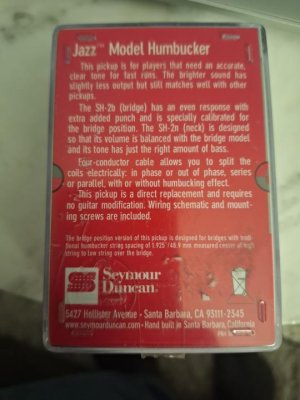 Jazz™ Model Humbucker
This pickup is for players that need an accurate,
clear tone for fast runs. The brighter sound has
slightly less output but still matches well with other
pickups.
The SH-2b (bridge) has an even response with
extra added punch and is specially calibrated for
the bridge position. The SH-2n (neck) is designed
so that its volume is balanced with the bridge model
and its tone has just the right amount of bass.
Four-conductor cable allows you to split the
coils electrically: in phase or out of phase, series
or parallel, with or without humbucking effect.
This pickup is a direct replacement and requires
no guitar modification. Wiring schematic and mount-
ing screws are included.
The bridge position version of this pickup is designed for bridges with tradi-
tional humbucker string spacing of 1.925"/48.9 mm measured center of high
string to low string over the bridge.
Seymour
Duncan
5427 Hollister Avenue • Santa Barbara, CA 93111-2345
www.seymourduncan.com • Hand built in Santa Barbara, California